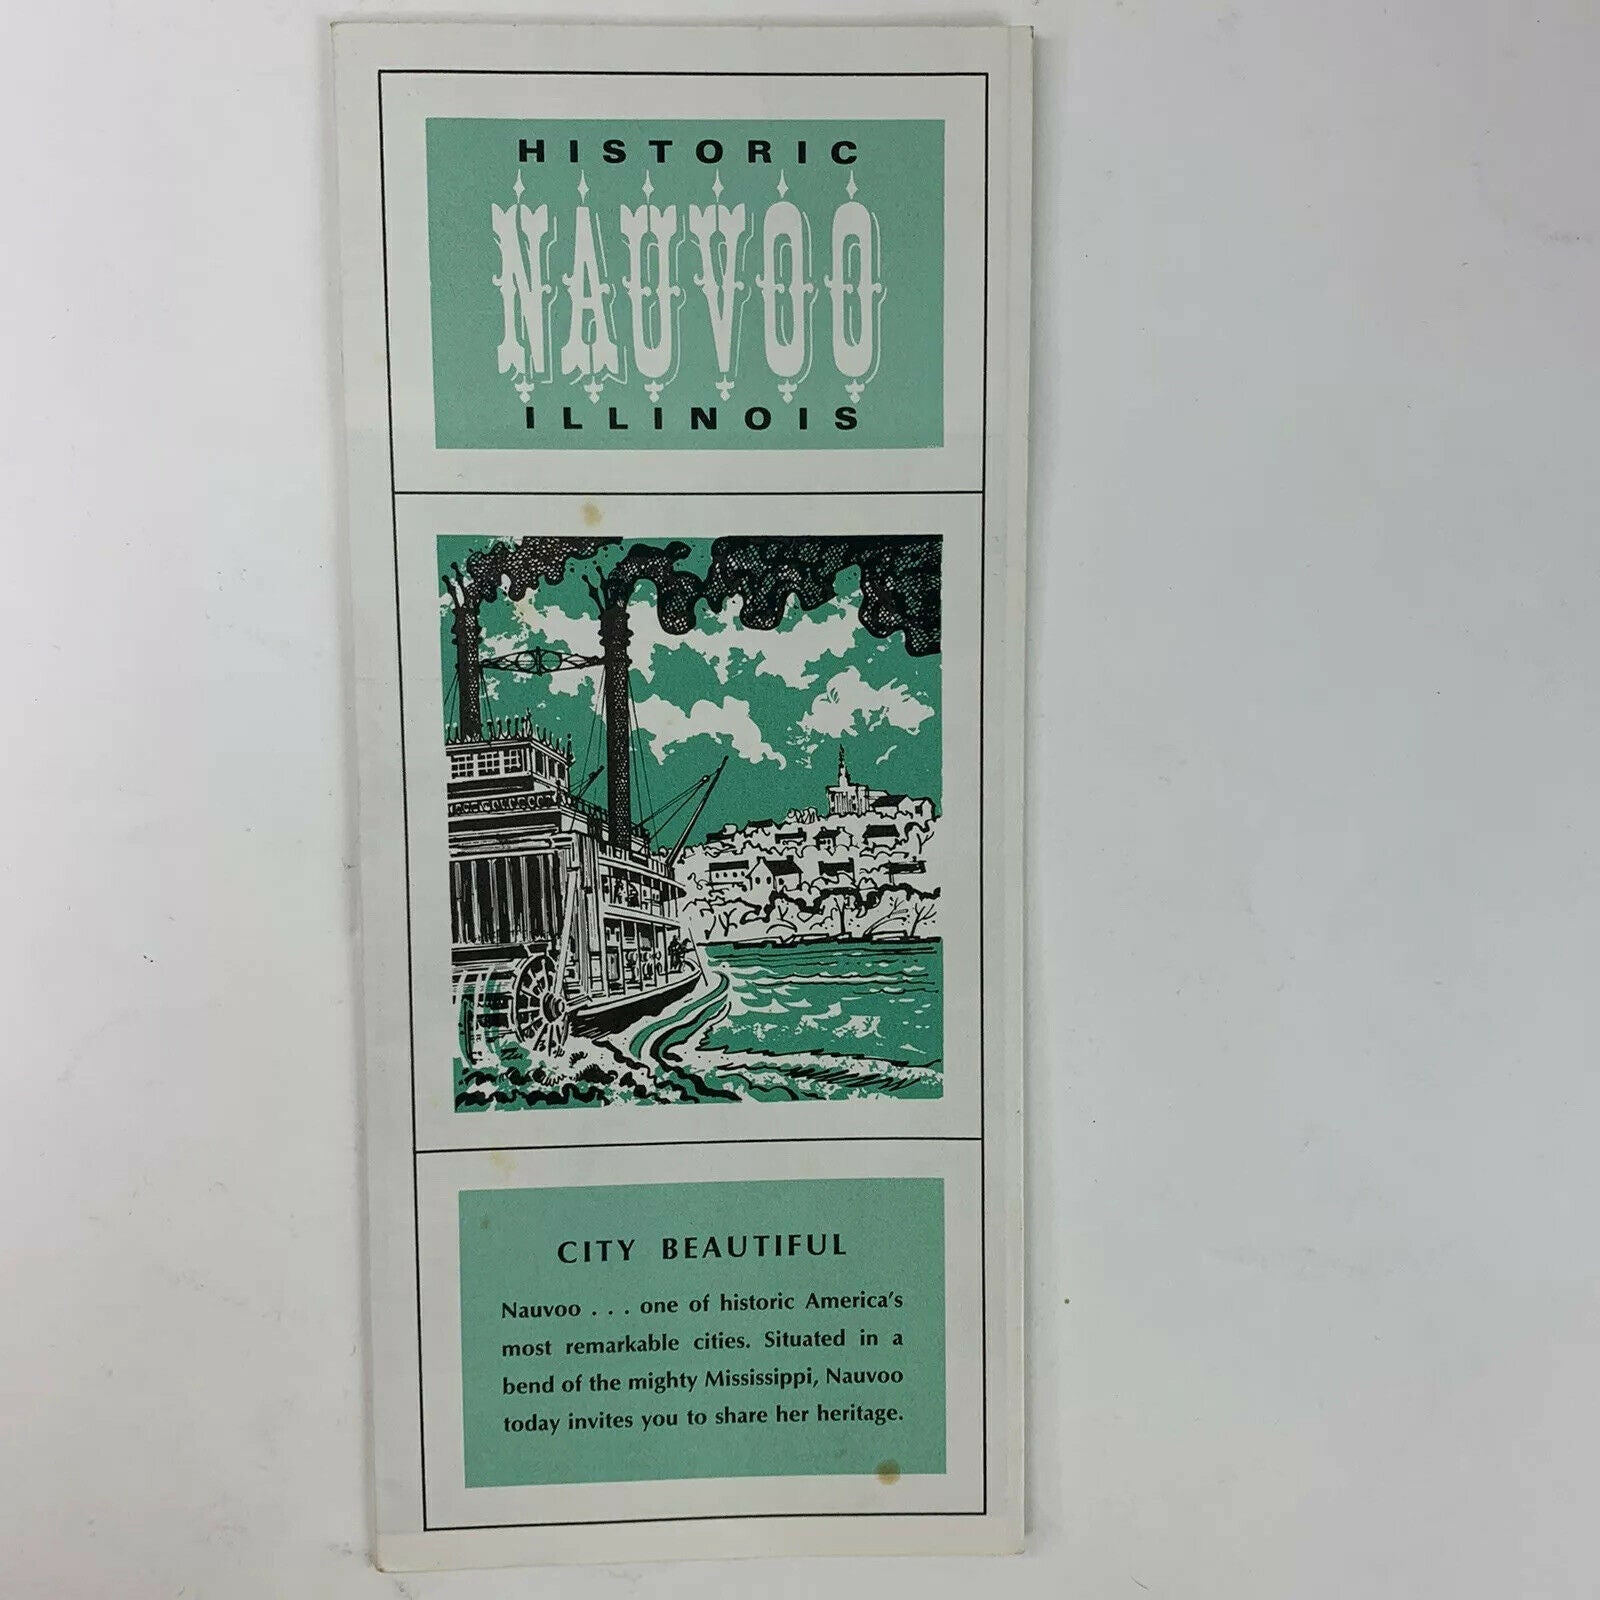 HISTORIC
NAUVOO
ILLINOIS
CITY BEAUTIFUL
Nauvoo . . . one of historic America's
most remarkable cities. Situated in a
bend of the mighty Mississippi, Nauvoo
today invites you to share her heritage.